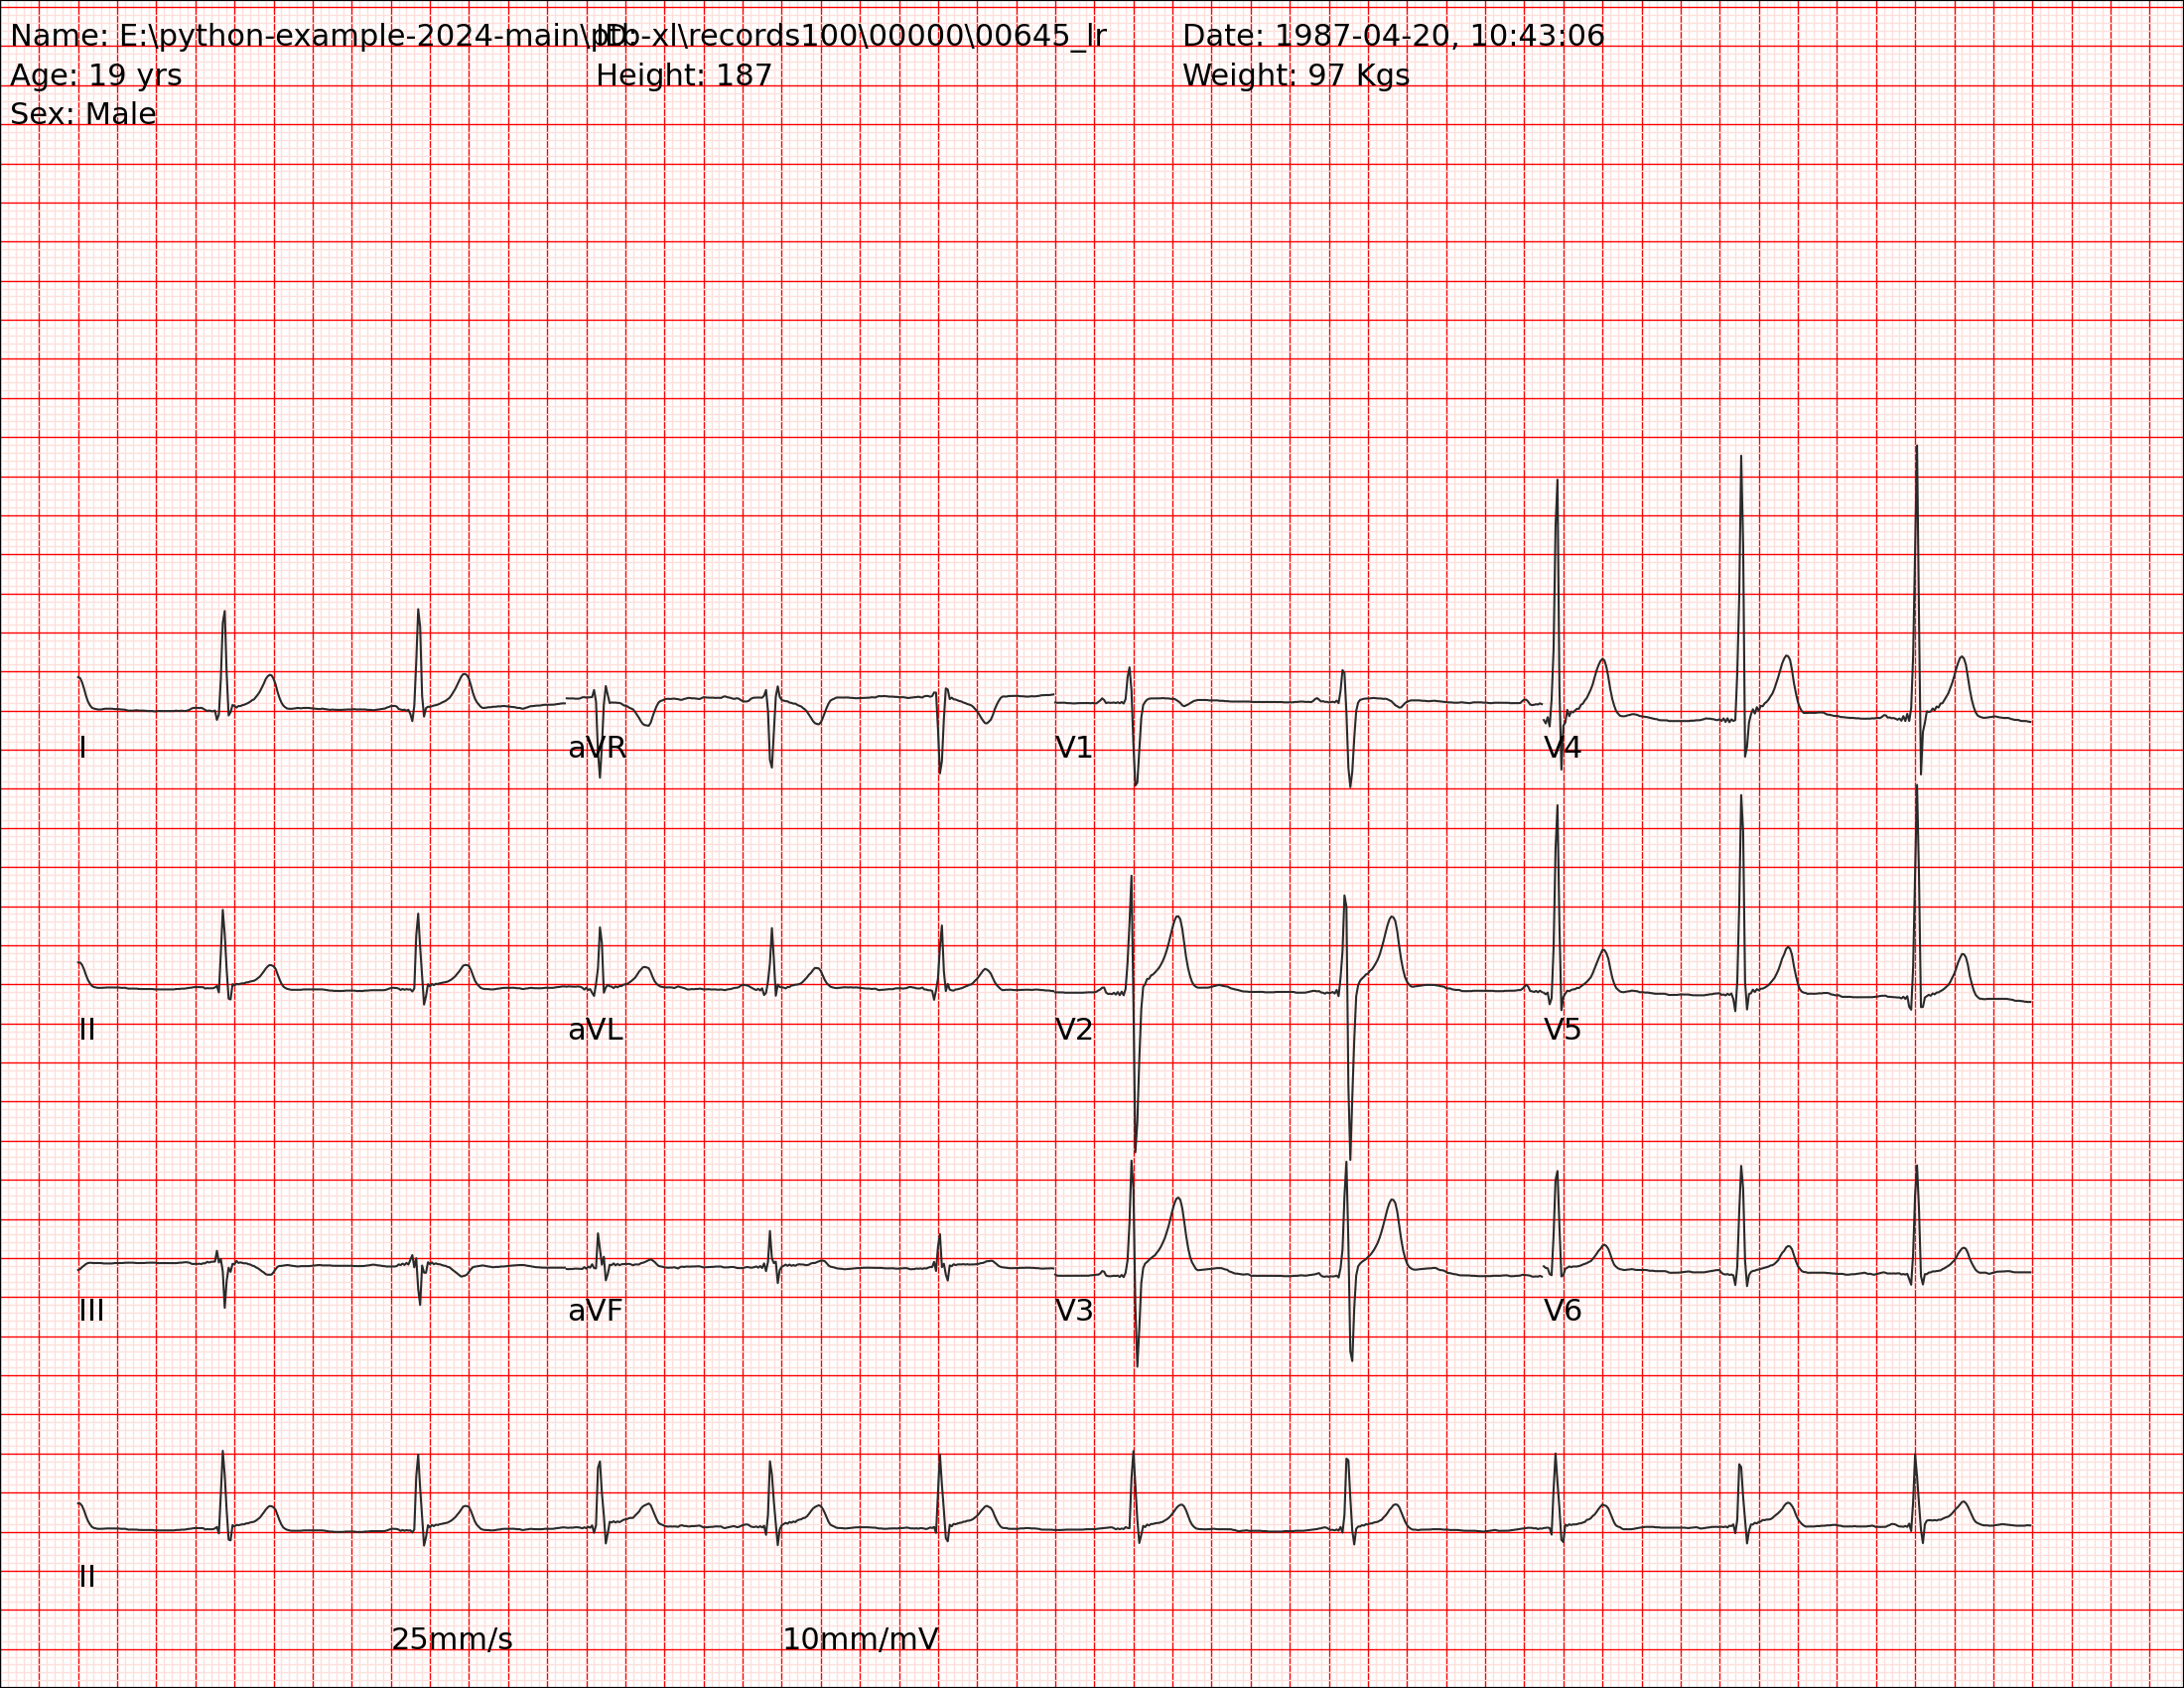 Name: E:\python-example-2024-main\ptb-xl\records100\00000\00645_lr ID: Date: 1987-04-20, 10:43:06
Age: 19 yrs Height: 187 Weight: 97 Kgs
Sex: Male
I aVR V1 V4
II aVL V2 V5
III aVF V3 V6
II
25mm/s 10mm/mV